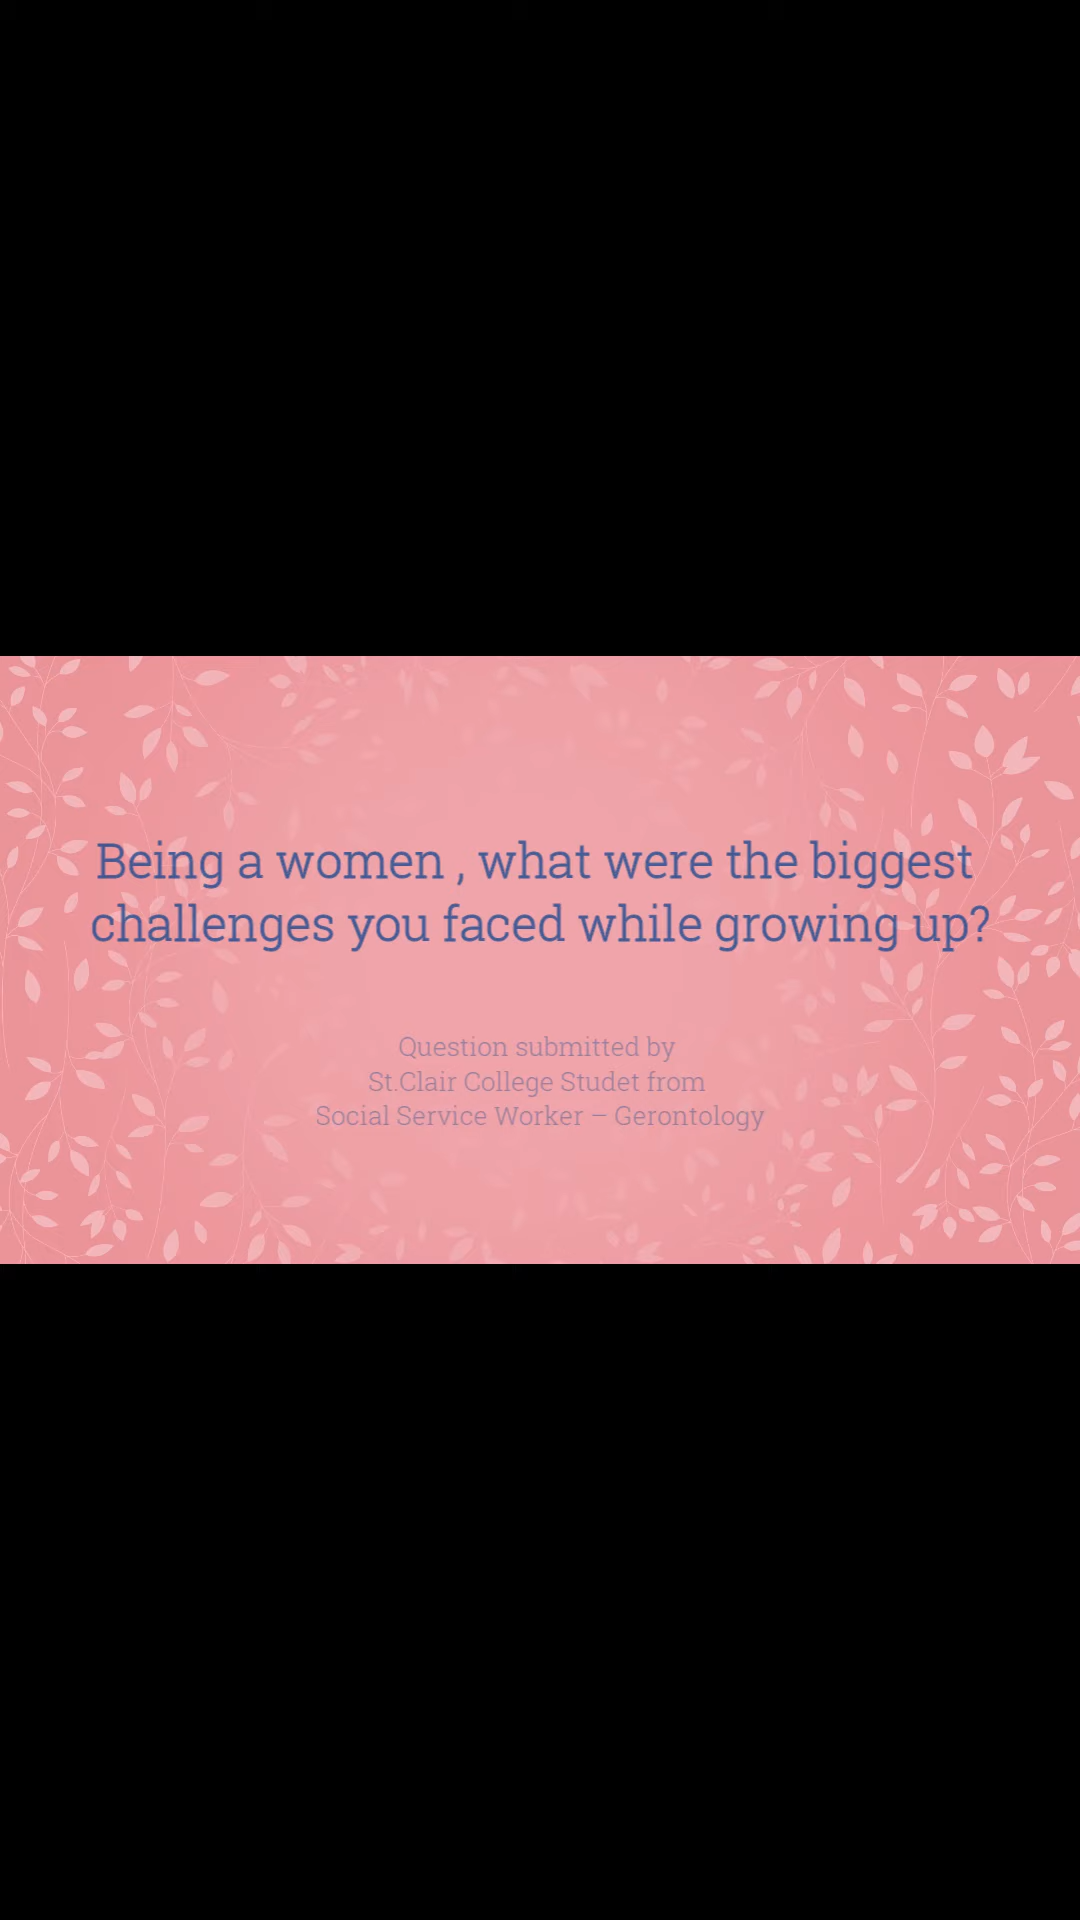 Being a women , what were the biggest
challenges you faced while growing up?
Question submitted by
St.Clair College Studet from
Social Service Worker – Gerontology